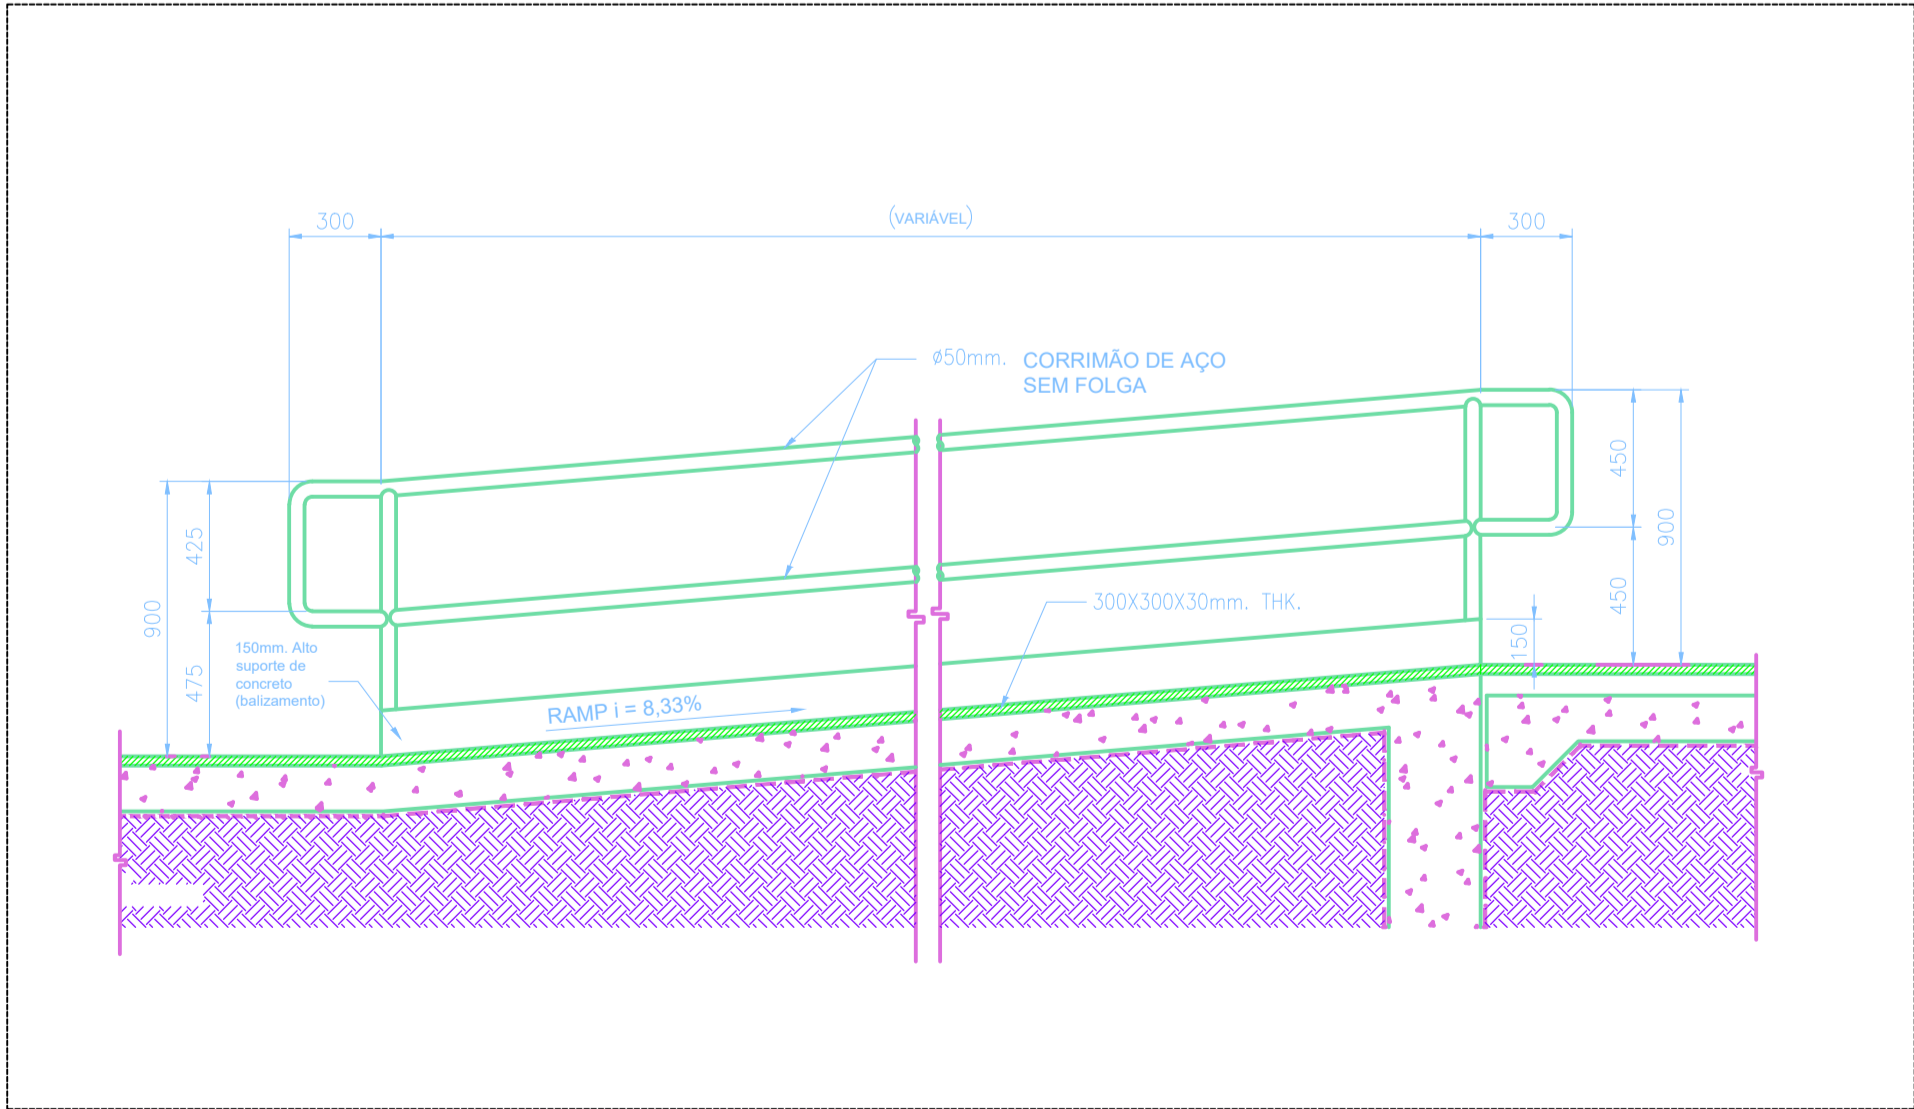 300
(VARIÁVEL)
300
ø50mm. CORRIMÃO DE AÇO
SEM FOLGA
450
900
450
425
900
475
300X300X30mm. THK.
150
150mm. Alto
suporte de
concreto
(balizamento)
RAMP i = 8,33%